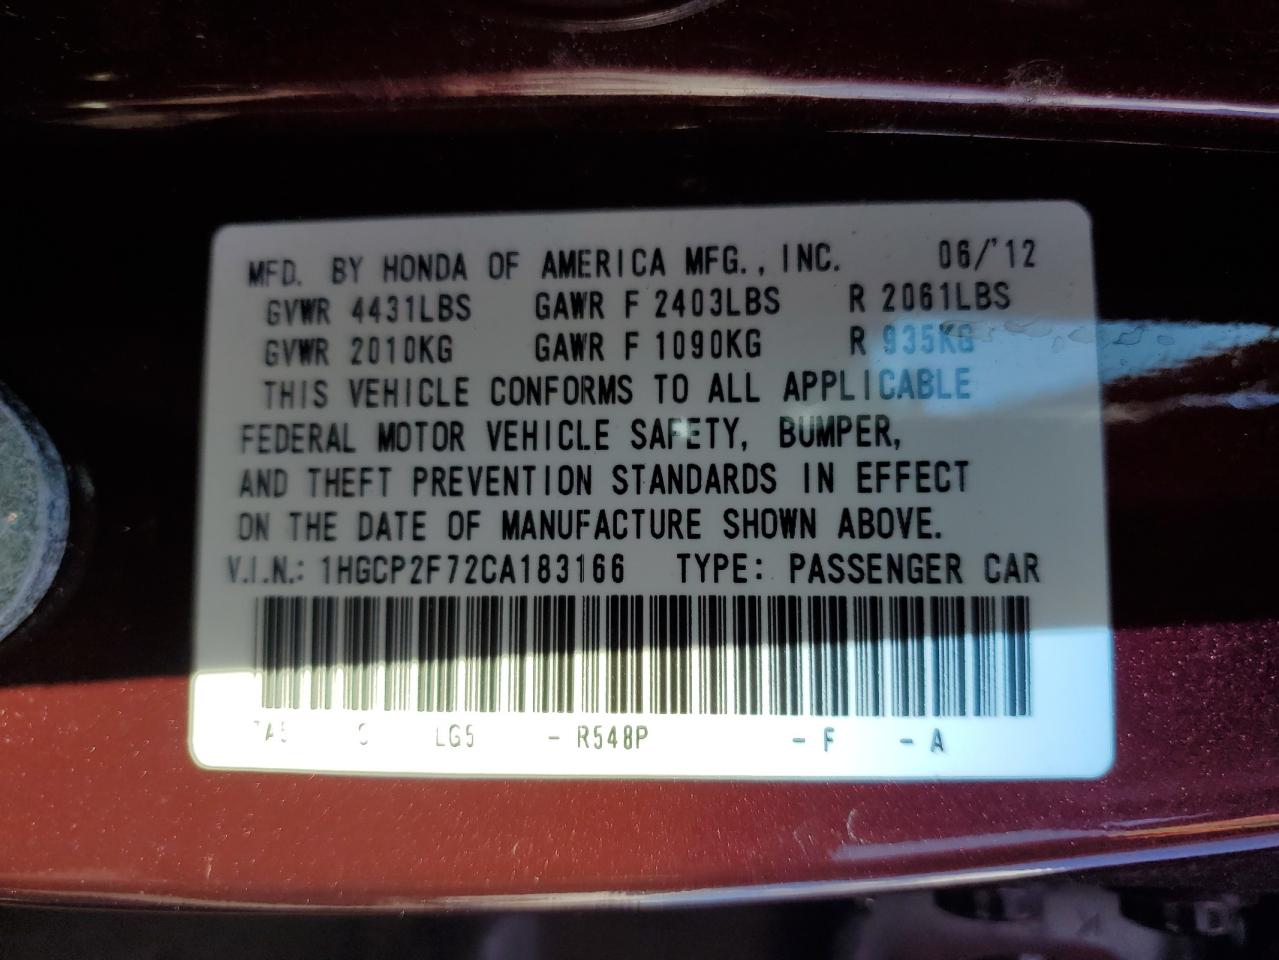 MFD. BY HONDA OF AMERICA MFG., INC. 06/'12
GVWR 4431LBS GAWR F 2403LBS R 2061LBS
GVWR 2010KG GAWR F 1090KG R 935KG
THIS VEHICLE CONFORMS TO ALL APPLICABLE
FEDERAL MOTOR VEHICLE SAFETY, BUMPER,
AND THEFT PREVENTION STANDARDS IN EFFECT
ON THE DATE OF MANUFACTURE SHOWN ABOVE.
V.I.N.: 1HGCP2F72CA183166 TYPE: PASSENGER CAR
LG5 - R548P - F - A